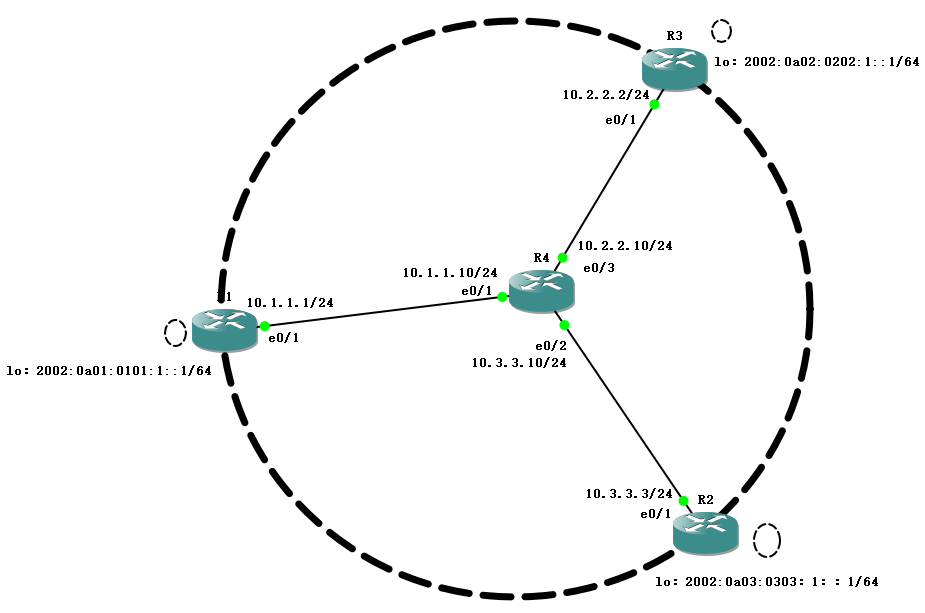 R3
lo: 2002:0a02:0202:1::1/64
10.2.2.2/24
e0/1
10.2.2.10/24
R4
e0/3
10.1.1.10/24
e0/1
10.1.1.1/24
e0/1
e0/2
10.3.3.10/24
lo: 2002:0a01:0101:1::1/64
10.3.3.3/24
R2
e0/1
lo: 2002:0a03:0303: 1: : 1/64